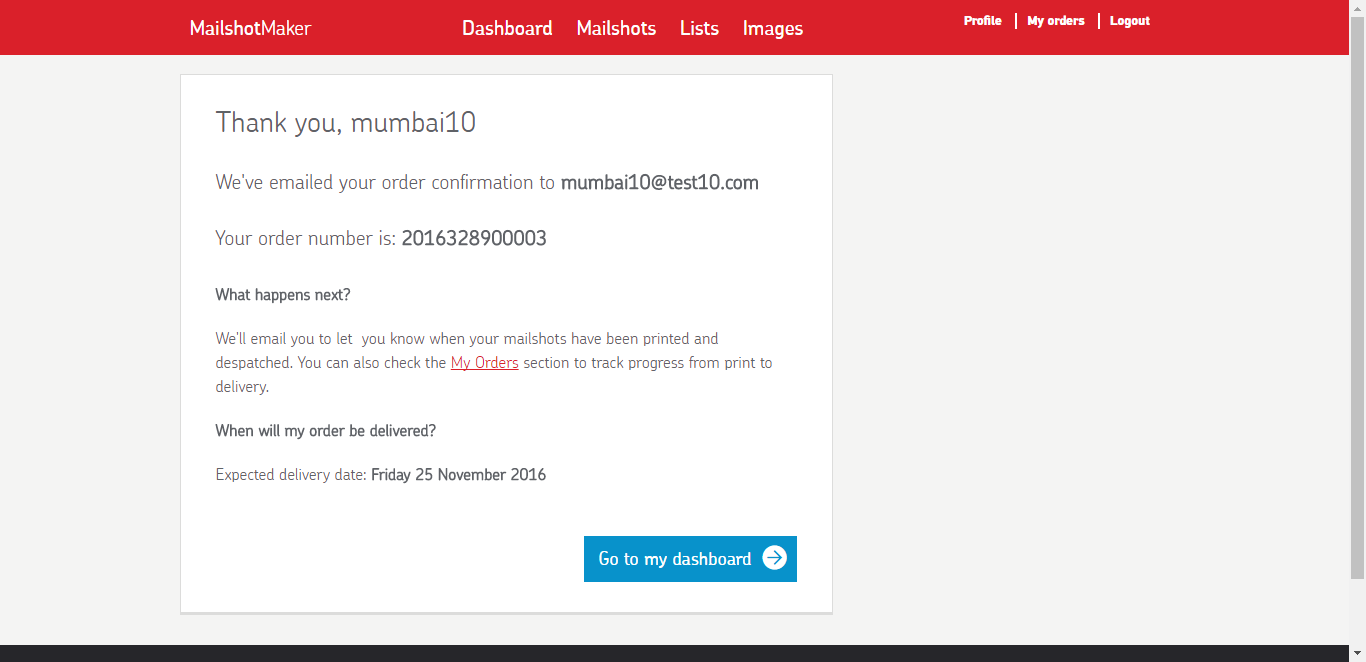 MailshotMaker
Dashboard Mailshots Lists Images
Profile My orders Logout
Thank you, mumbai10
We've emailed your order confirmation to mumbai10@test10.com
Your order number is: 2016328900003
What happens next?
We'll email you to let you know when your mailshots have been printed and
despatched. You can also check the My Orders section to track progress from print to
delivery.
When will my order be delivered?
Expected delivery date: Friday 25 November 2016
Go to my dashboard